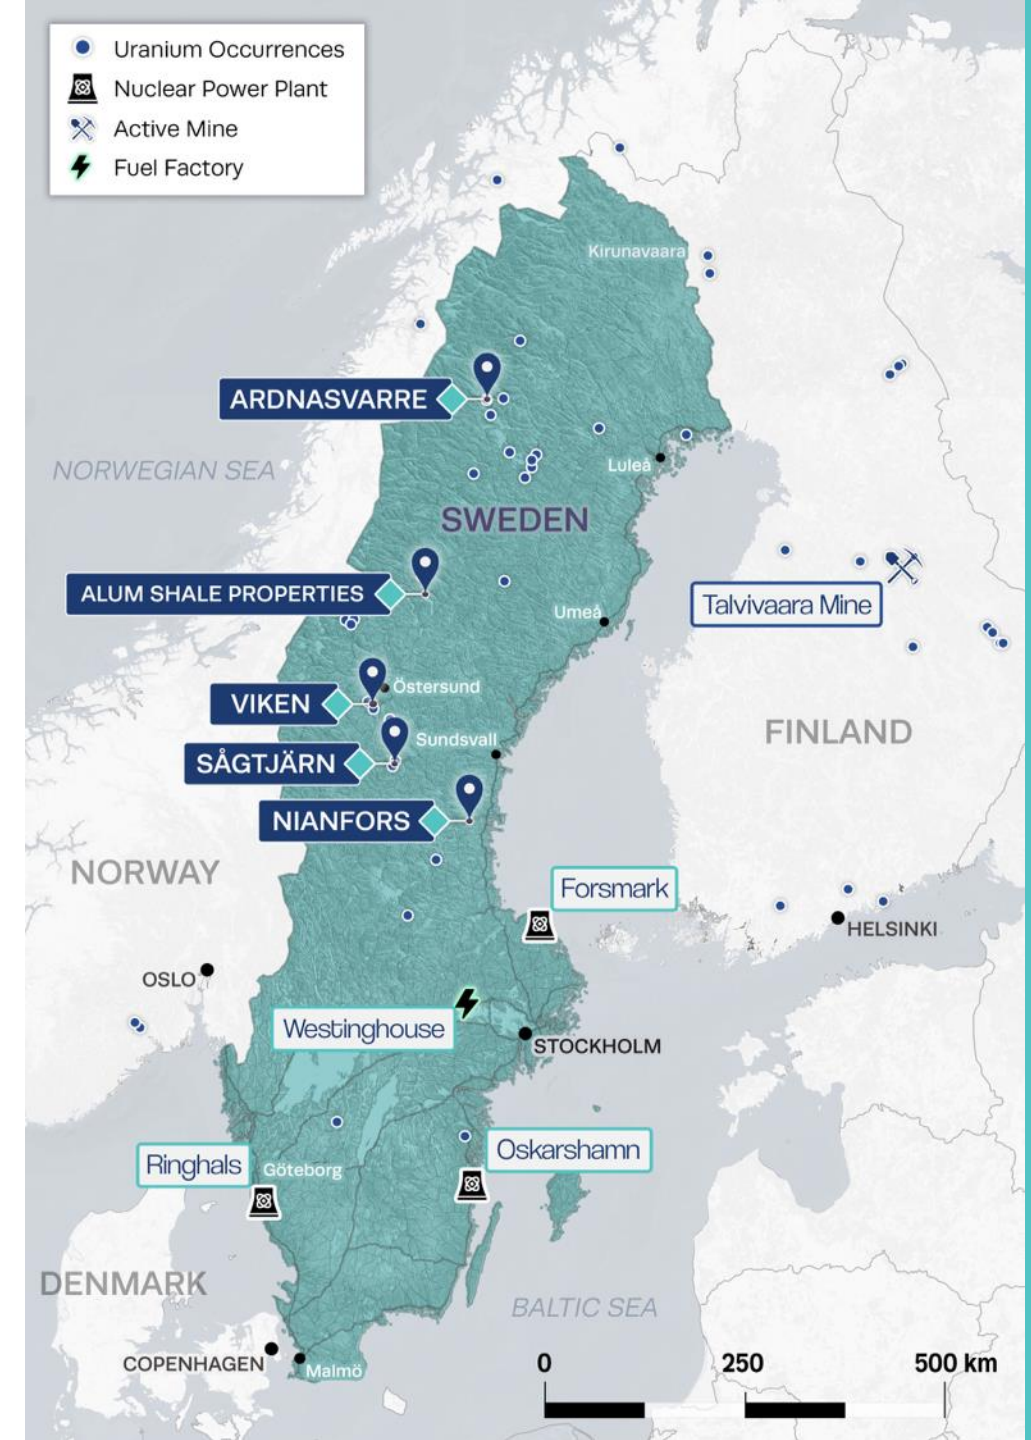 Uranium Occurrences
Nuclear Power Plant
Active Mine
Fuel Factory
Kirunavaara
ARDNASVARRE
NORWEGIAN SEA
Luleå
SWEDEN
ALUM SHALE PROPERTIES
Talvivaara Mine
Umeå
VIKEN
Östersund
FINLAND
Sundsvall
SÅGTJÄRN
NIANFORS
NORWAY
Forsmark
HELSINKI
OSLO
Westinghouse
STOCKHOLM
Oskarshamn
Ringhals
Göteborg
DENMARK
BALTIC SEA
COPENHAGEN
Malmö
0 250 500 km